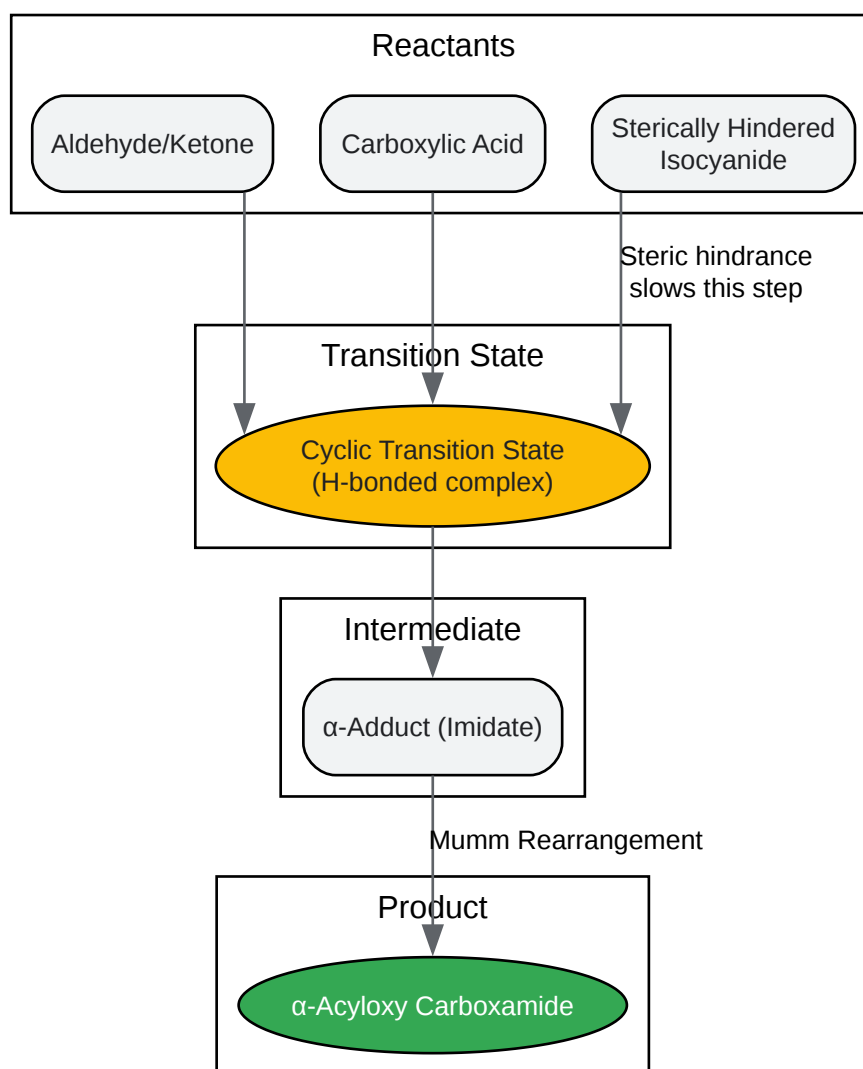 Reactants
Aldehyde/Ketone
Carboxylic Acid
Sterically Hindered
Isocyanide
Steric hindrance
slows this step
Transition State
Cyclic Transition State
(H-bonded complex)
Intermediate
α-Adduct (Imidate)
Mumm Rearrangement
Product
α-Acyloxy Carboxamide